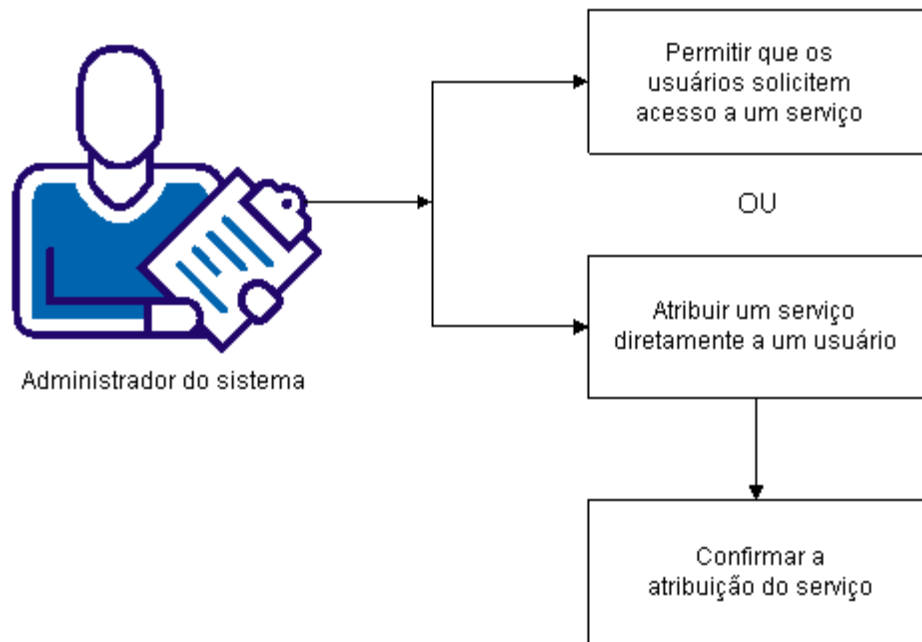 Permitir que os
usuários solicitem
acesso a um serviço
OU
Atribuir um serviço
diretamente a um usuário
Administrador do sistema
Confirmar a
atribuição do serviço